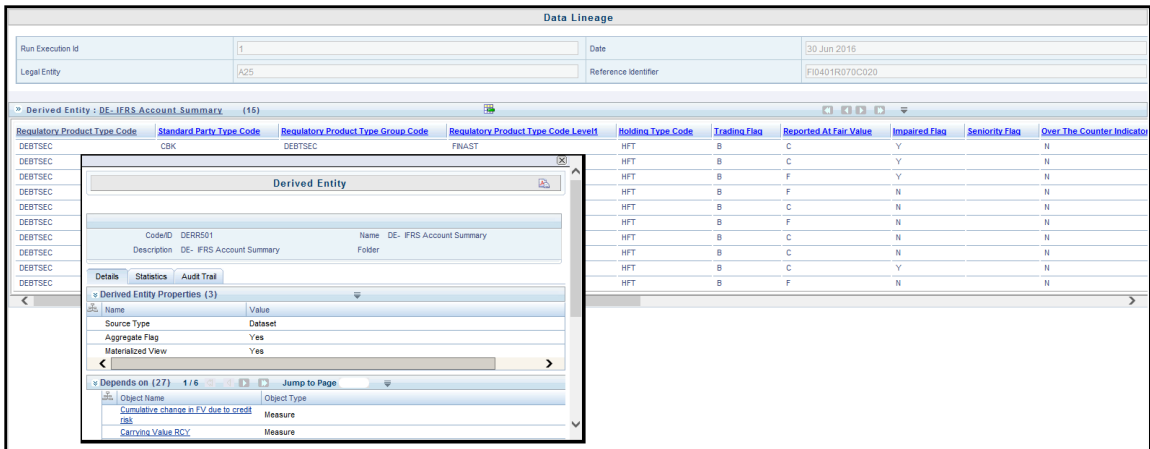 Data Lineage
Run Execution Id 1 Date 30 Jun 2016
Legal Entity A25 Reference Identifier FI0401R070C020
» Derived Entity : DE- IFRS Account Summary (15)
Regulatory Product Type Code Standard Party Type Code Regulatory Product Type Group Code Regulatory Product Type Code Level1 Holding Type Code Trading Flag Reported At Fair Value Impaired Flag Seniority Flag Over The Counter Indicator
DEBTSEC CBK DEBTSEC FINAST HFT B C Y N
DEBTSEC HFT B C Y N
DEBTSEC HFT B F Y N
DEBTSEC HFT B F N N
DEBTSEC HFT B C N N
DEBTSEC HFT B F N N
DEBTSEC HFT B C N N
DEBTSEC HFT B C N N
DEBTSEC HFT B C Y N
DEBTSEC HFT B F N N
Derived Entity
Code/ID DERR501 Name DE- IFRS Account Summary
Description DE- IFRS Account Summary Folder
Details Statistics Audit Trail
Derived Entity Properties (3)
Name Value
Source Type Dataset
Aggregate Flag Yes
Materialized View Yes
Depends on (27) 1/6 Jump to Page
Object Name Object Type
Cumulative change in FV due to credit
risk Measure
Carrying Value RCY Measure